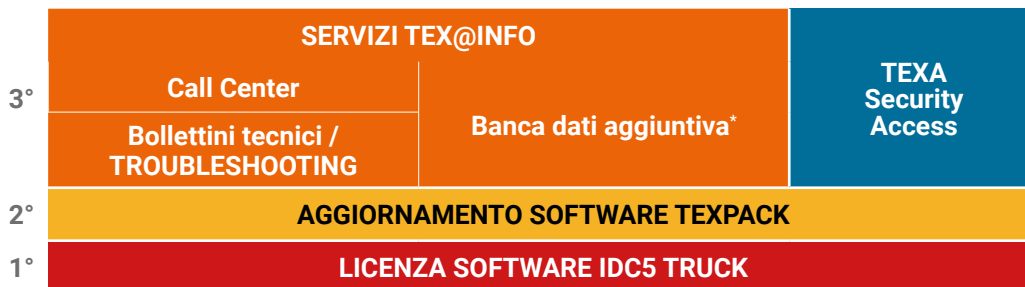 SERVIZI TEX@INFO
3°
Call Center
Bollettini tecnici /
TROUBLESHOOTING
Banca dati aggiuntiva*
TEXA
Security
Access
2°
AGGIORNAMENTO SOFTWARE TEXPACK
1°
LICENZA SOFTWARE IDC5 TRUCK